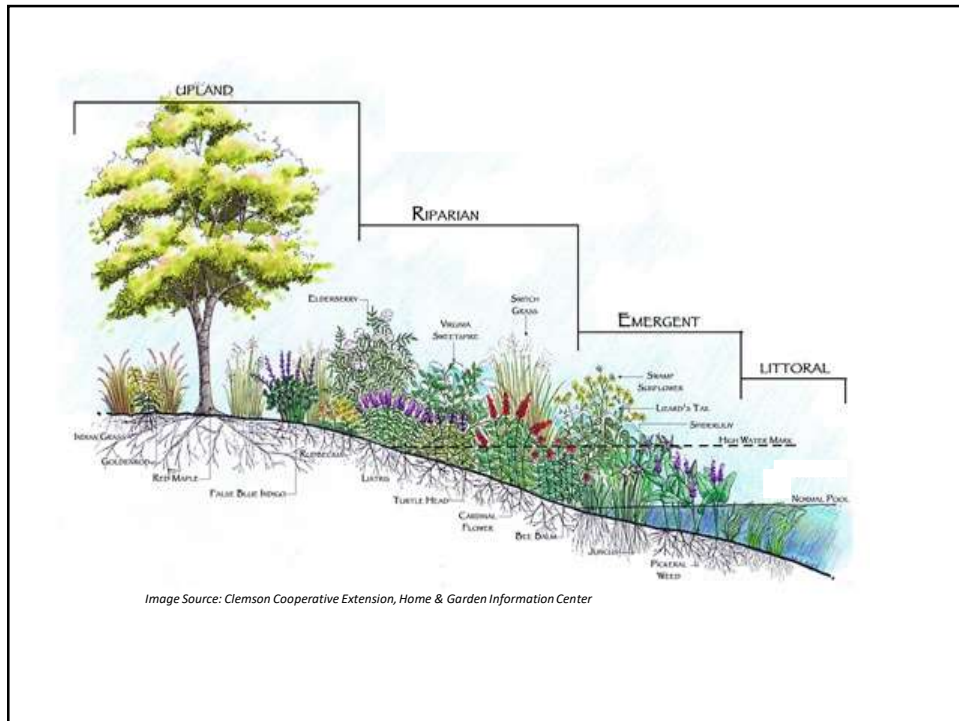 UPLAND
RIPARIAN
EMERGENT
LITTORAL
ELDERBERRY
VIRGINIA
SWEETSPIRE
SWITCH
GRASS
SWAMP
SUNFLOWER
LIZARD'S TAIL
SPIDERLILY
HIGH WATER MARK
INDIAN GRASS
GOLDENROD
RED MAPLE
FALSE BLUE INDIGO
RUDBECKIA
LIATRIS
TURTLE HEAD
CARDINAL
FLOWER
BEE BALM
JUNCUS
PICKERAL
WEED
NORMAL POOL
Image Source: Clemson Cooperative Extension, Home & Garden Information Center